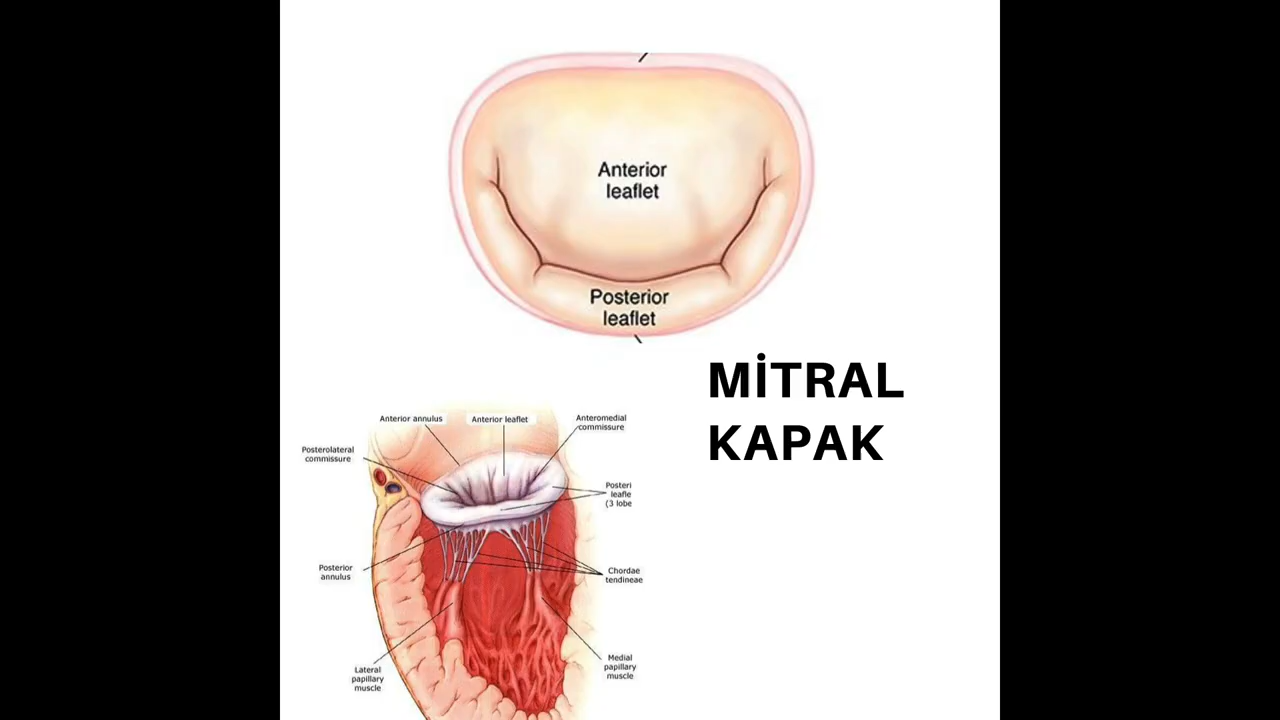 Anterior
leaflet
Posterior
leaflet
MİTRAL
KAPAK
Anterior annulus
Anterior leaflet
Anteromedial
commissure
Posterolateral
commissure
Posteri
leafle
(3 lobe
Posterior
annulus
Chordae
tendineae
Lateral
papillary
muscle
Medial
papillary
muscle